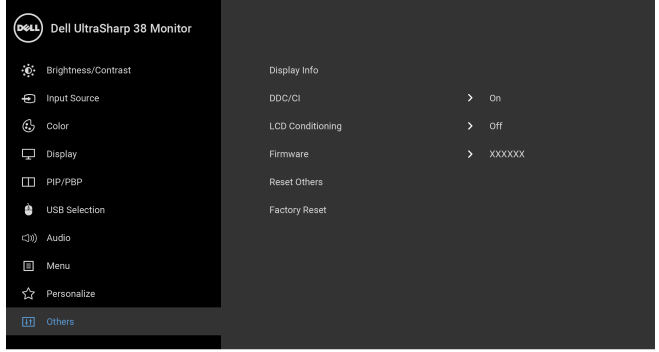 DELL Dell UltraSharp 38 Monitor
Brightness/Contrast
Input Source
Color
Display
PIP/PBP
USB Selection
Audio
Menu
Personalize
Others
Display Info
DDC/CI > On
LCD Conditioning > Off
Firmware > XXXXXX
Reset Others
Factory Reset